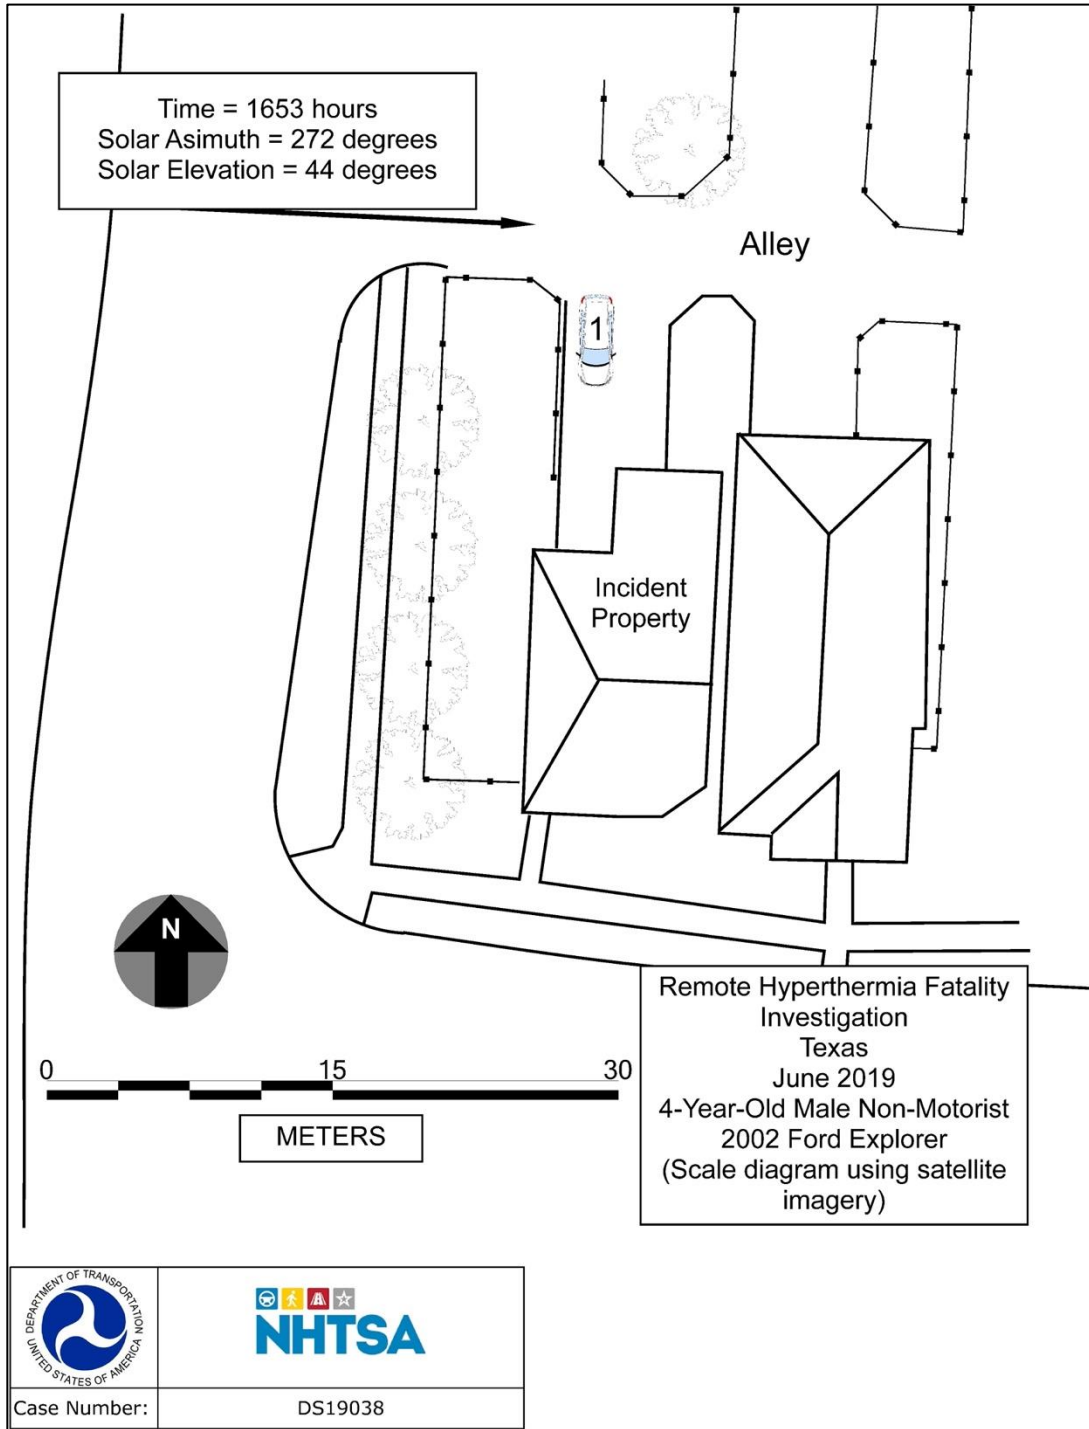 Time = 1653 hours
Solar Asimuth = 272 degrees
Solar Elevation = 44 degrees
Alley
1
Incident
Property
N
0 15 30
METERS
Remote Hyperthermia Fatality
Investigation
Texas
June 2019
4-Year-Old Male Non-Motorist
2002 Ford Explorer
(Scale diagram using satellite
imagery)
DEPARTMENT OF TRANSPORTATION
UNITED STATES OF AMERICA
NHTSA
Case Number: DS19038